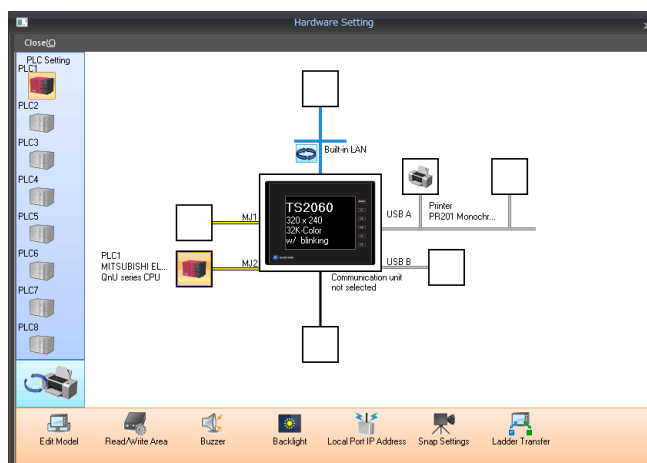 Hardware Setting
Close(C)
PLC Setting
PLC1
PLC2
PLC3
PLC4
PLC5
PLC6
PLC7
PLC8
Built-in LAN
MJ1
TS2060
320 x 240
32K-Color
w/ blinking
USB A
Printer
PR201 Monochr...
PLC1
MITSUBISHI EL...
QnU series CPU
MJ2
USB B
Communication unit
not selected
Edit Model
Read/Write Area
Buzzer
Backlight
Local Port IP Address
Snap Settings
Ladder Transfer